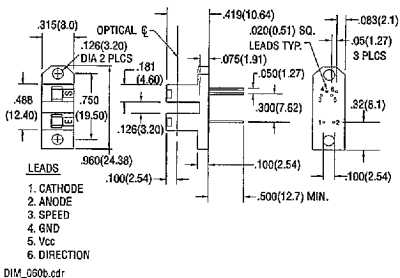 .315(8.0)
OPTICAL ℄
.419(10.64)
.083(2.1)
.126(3.20)
DIA 2 PLCS
.020(0.51) SQ.
LEADS TYP.
.05(1.27)
3 PLCS
.075(1.91)
.181
(4.60)
.050(1.27)
.488
(12.40)
.750
(19.50)
.300(7.62)
.32(8.1)
S
E
.126(3.20)
1
2
.960(24.38)
.100(2.54)
.100(2.54)
.100(2.54)
.500(12.7) MIN.
LEADS
1. CATHODE
2. ANODE
3. SPEED
4. GND
5. Vcc
6. DIRECTION
DIM_060b.cdr